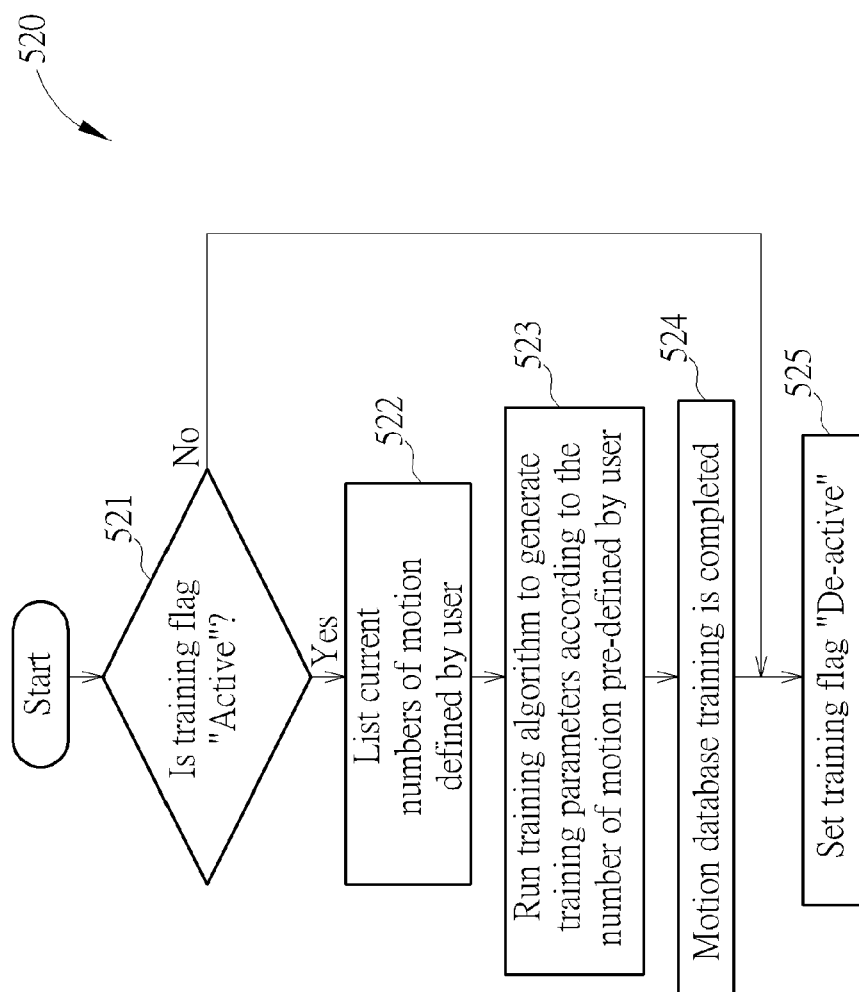 520
Start
521
Is training flag
"Active"?
No
Yes
522
List current
numbers of motion
defined by user
523
Run training algorithm to generate
training parameters according to the
number of motion pre-defined by user
524
Motion database training is completed
525
Set training flag "De-active"